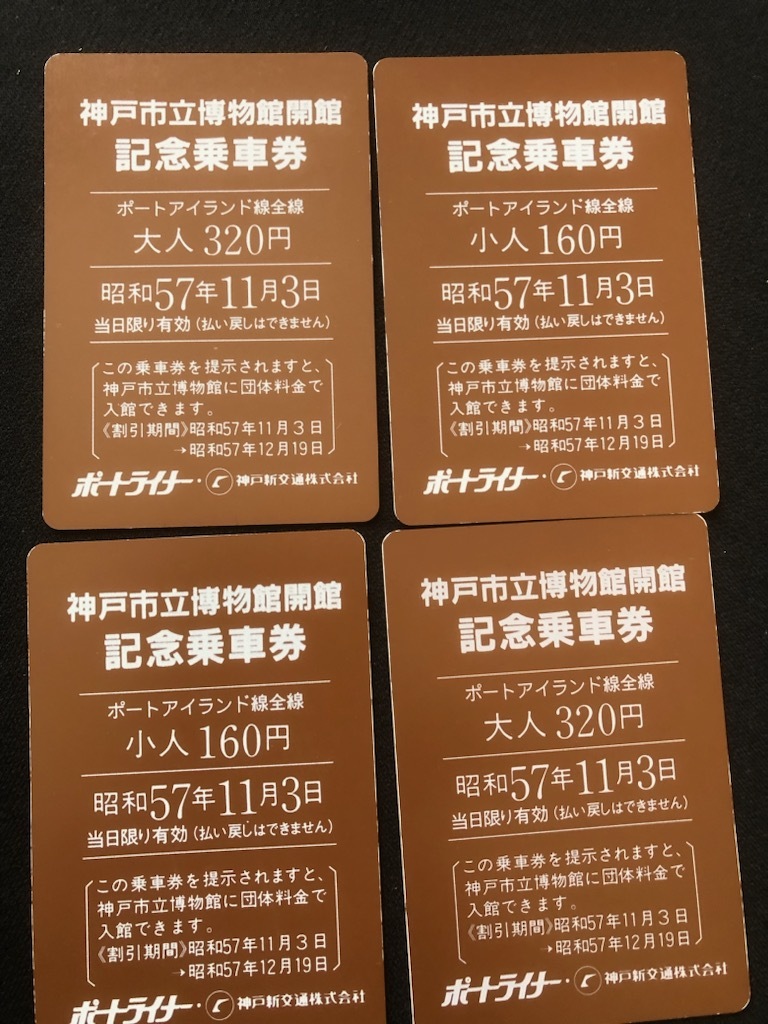 神戸市立博物館開館
記念乗車券
ポートアイランド線全線
大人 320円
昭和57年11月3日
当日限り有効（払い戻しはできません）
この乗車券を提示されますと、
神戸市立博物館に団体料金で
入館できます。
《割引期間》昭和57年11月3日
→昭和57年12月19日
ポートライナー・神戸新交通株式会社
神戸市立博物館開館
記念乗車券
ポートアイランド線全線
小人 160円
昭和57年11月3日
当日限り有効（払い戻しはできません）
この乗車券を提示されますと、
神戸市立博物館に団体料金で
入館できます。
《割引期間》昭和57年11月3日
→昭和57年12月19日
ポートライナー・神戸新交通株式会社
神戸市立博物館開館
記念乗車券
ポートアイランド線全線
小人 160円
昭和57年11月3日
当日限り有効（払い戻しはできません）
この乗車券を提示されますと、
神戸市立博物館に団体料金で
入館できます。
《割引期間》昭和57年11月3日
→昭和57年12月19日
ポートライナー・神戸新交通株式会社
神戸市立博物館開館
記念乗車券
ポートアイランド線全線
大人 320円
昭和57年11月3日
当日限り有効（払い戻しはできません）
この乗車券を提示されますと、
神戸市立博物館に団体料金で
入館できます。
《割引期間》昭和57年11月3日
→昭和57年12月19日
ポートライナー・神戸新交通株式会社